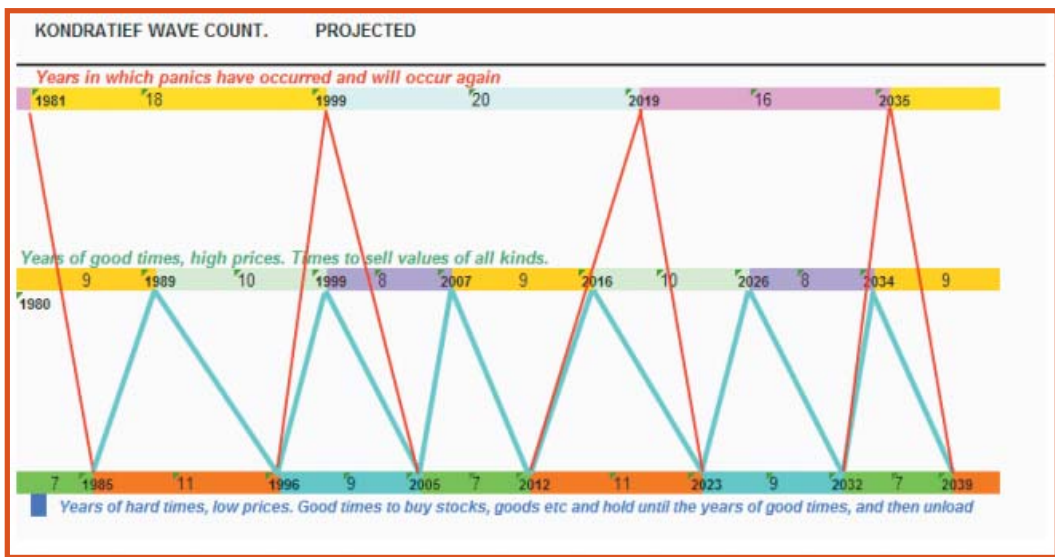 KONDRATIEF WAVE COUNT. PROJECTED
Years in which panics have occurred and will occur again
1981 18 1999 20 2019 16 2035
Years of good times, high prices. Times to sell values of all kinds.
9 1989 10 1999 8 2007 9 2016 10 2026 8 2034 9
1980
7 1985 11 1996 9 2005 7 2012 11 2023 9 2032 7 2039
Years of hard times, low prices. Good times to buy stocks, goods etc and hold until the years of good times, and then unload